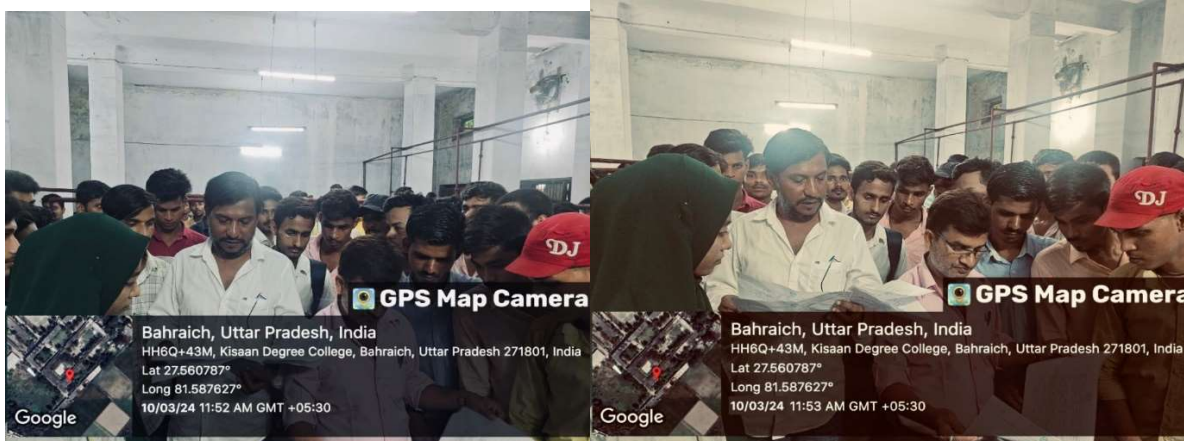 DJ
GPS Map Camera
Bahraich, Uttar Pradesh, India
HH6Q+43M, Kisaan Degree College, Bahraich, Uttar Pradesh 271801, India
Lat 27.560787°
Long 81.587627°
10/03/24 11:52 AM GMT +05:30
Google
DJ
GPS Map Camera
Bahraich, Uttar Pradesh, India
HH6Q+43M, Kisaan Degree College, Bahraich, Uttar Pradesh 271801, India
Lat 27.560787°
Long 81.587627°
10/03/24 11:53 AM GMT +05:30
Google